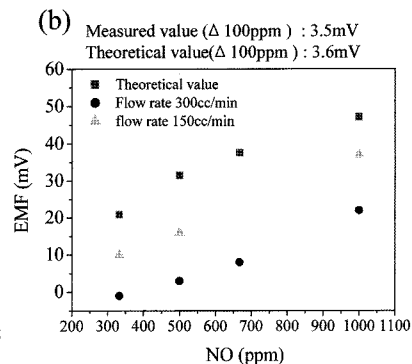 (b)
Measured value (Δ 100ppm ) : 3.5mV
Theoretical value(Δ 100ppm ) : 3.6mV
Theoretical value
Flow rate 300cc/min
flow rate 150cc/min
EMF (mV)
60
50
40
30
20
10
0
200 300 400 500 600 700 800 900 1000 1100
NO (ppm)